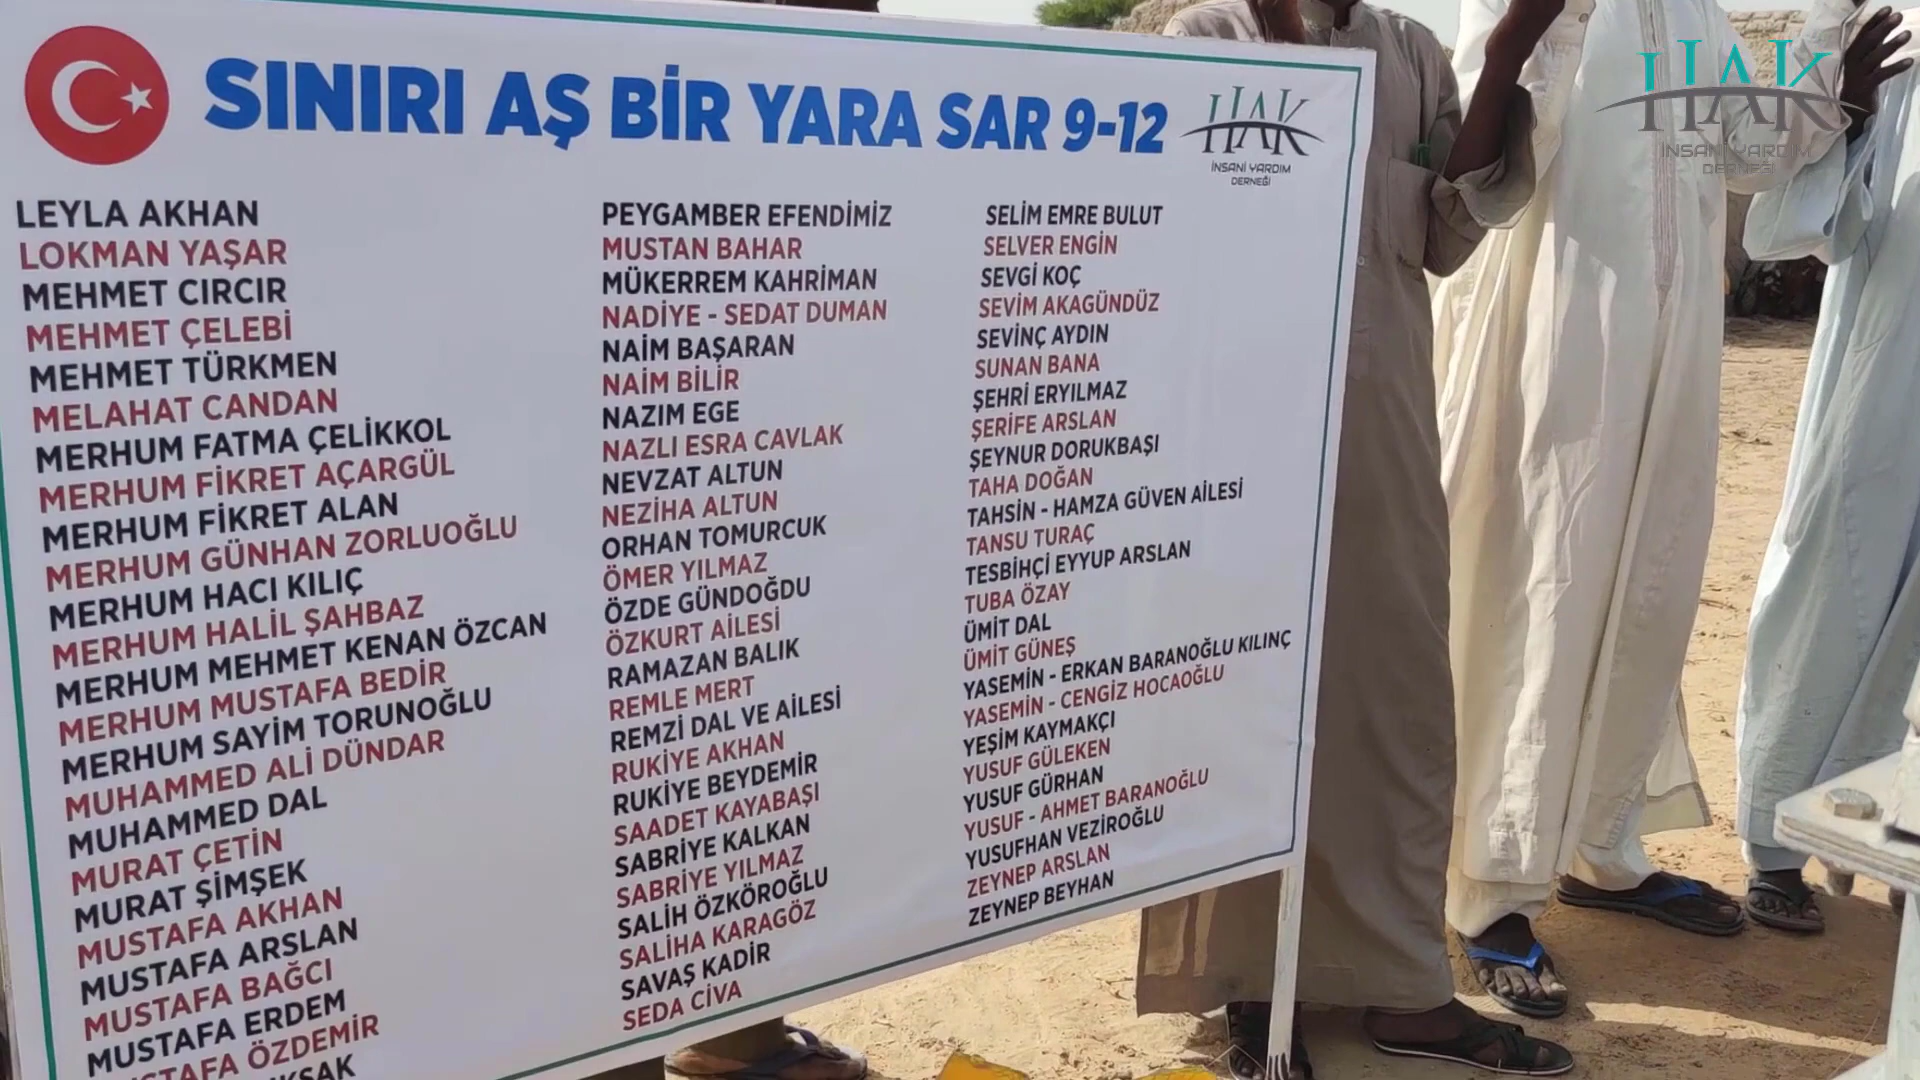 SINIRI AŞ BİR YARA SAR 9-12
HAK
İNSANİ YARDIM
DERNEĞİ
HAK
İNSANİ YARDIM
DERNEĞİ
LEYLA AKHAN
LOKMAN YAŞAR
MEHMET CIRCIR
MEHMET ÇELEBİ
MEHMET TÜRKMEN
MELAHAT CANDAN
MERHUM FATMA ÇELİKKOL
MERHUM FİKRET AÇARGÜL
MERHUM FİKRET ALAN
MERHUM GÜNHAN ZORLUOĞLU
MERHUM HACI KILIÇ
MERHUM HALİL ŞAHBAZ
MERHUM MEHMET KENAN ÖZCAN
MERHUM MUSTAFA BEDİR
MERHUM SAYİM TORUNOĞLU
MUHAMMED ALİ DÜNDAR
MUHAMMED DAL
MURAT ÇETİN
MURAT ŞİMŞEK
MUSTAFA AKHAN
MUSTAFA ARSLAN
MUSTAFA BAĞCI
MUSTAFA ERDEM
ÖZDEMİR
PEYGAMBER EFENDİMİZ
MUSTAN BAHAR
MÜKERREM KAHRİMAN
NADİYE - SEDAT DUMAN
NAİM BAŞARAN
NAİM BİLİR
NAZIM EGE
NAZLI ESRA CAVLAK
NEVZAT ALTUN
NEZİHA ALTUN
ORHAN TOMURCUK
ÖMER YILMAZ
ÖZDE GÜNDOĞDU
ÖZKURT AİLESİ
RAMAZAN BALIK
REMLE MERT
REMZİ DAL VE AİLESİ
RUKİYE AKHAN
RUKİYE BEYDEMİR
SAADET KAYABAŞI
SABRİYE KALKAN
SABRİYE YILMAZ
SALİH ÖZKÖROĞLU
SALİHA KARAGÖZ
SAVAŞ KADİR
SEDA CİVA
SELİM EMRE BULUT
SELVER ENGİN
SEVGİ KOÇ
SEVİM AKAGÜNDÜZ
SEVİNÇ AYDIN
SUNAN BANA
ŞEHRİ ERYILMAZ
ŞERİFE ARSLAN
ŞEYNUR DORUKBAŞI
TAHA DOĞAN
TAHSİN - HAMZA GÜVEN AİLESİ
TANSU TURAÇ
TESBİHÇİ EYYUP ARSLAN
TUBA ÖZAY
ÜMİT DAL
ÜMİT GÜNEŞ
YASEMİN - ERKAN BARANOĞLU KILINÇ
YASEMİN - CENGİZ HOCAOĞLU
YEŞİM KAYMAKÇI
YUSUF GÜLEKEN
YUSUF GÜRHAN
YUSUF - AHMET BARANOĞLU
YUSUFHAN VEZİROĞLU
ZEYNEP ARSLAN
ZEYNEP BEYHAN